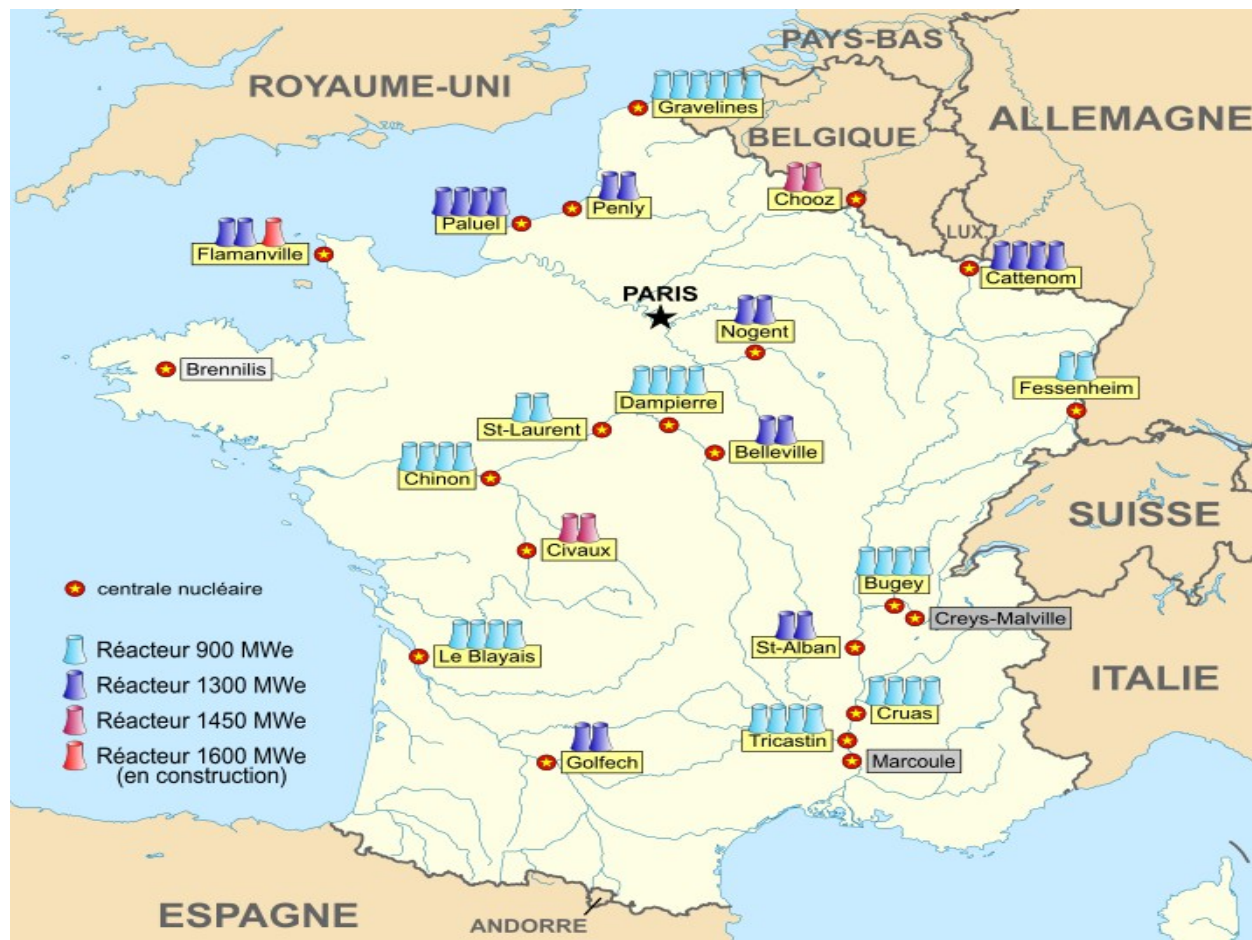 PAYS-BAS
ROYAUME-UNI
ALLEMAGNE
Gravelines
BELGIQUE
Chooz
Penly
Paluel
LUX.
Flamanville
Cattenom
PARIS
Nogent
Brennilis
Fessenheim
Dampierre
St-Laurent
Belleville
Chinon
SUISSE
Civaux
Bugey
centrale nucléaire
Creys-Malville
St-Alban
Le Blayais
Réacteur 900 MWe
ITALIE
Réacteur 1300 MWe
Cruas
Réacteur 1450 MWe
Tricastin
Réacteur 1600 MWe
(en construction)
Golfech
Marcoule
ESPAGNE
ANDORRE